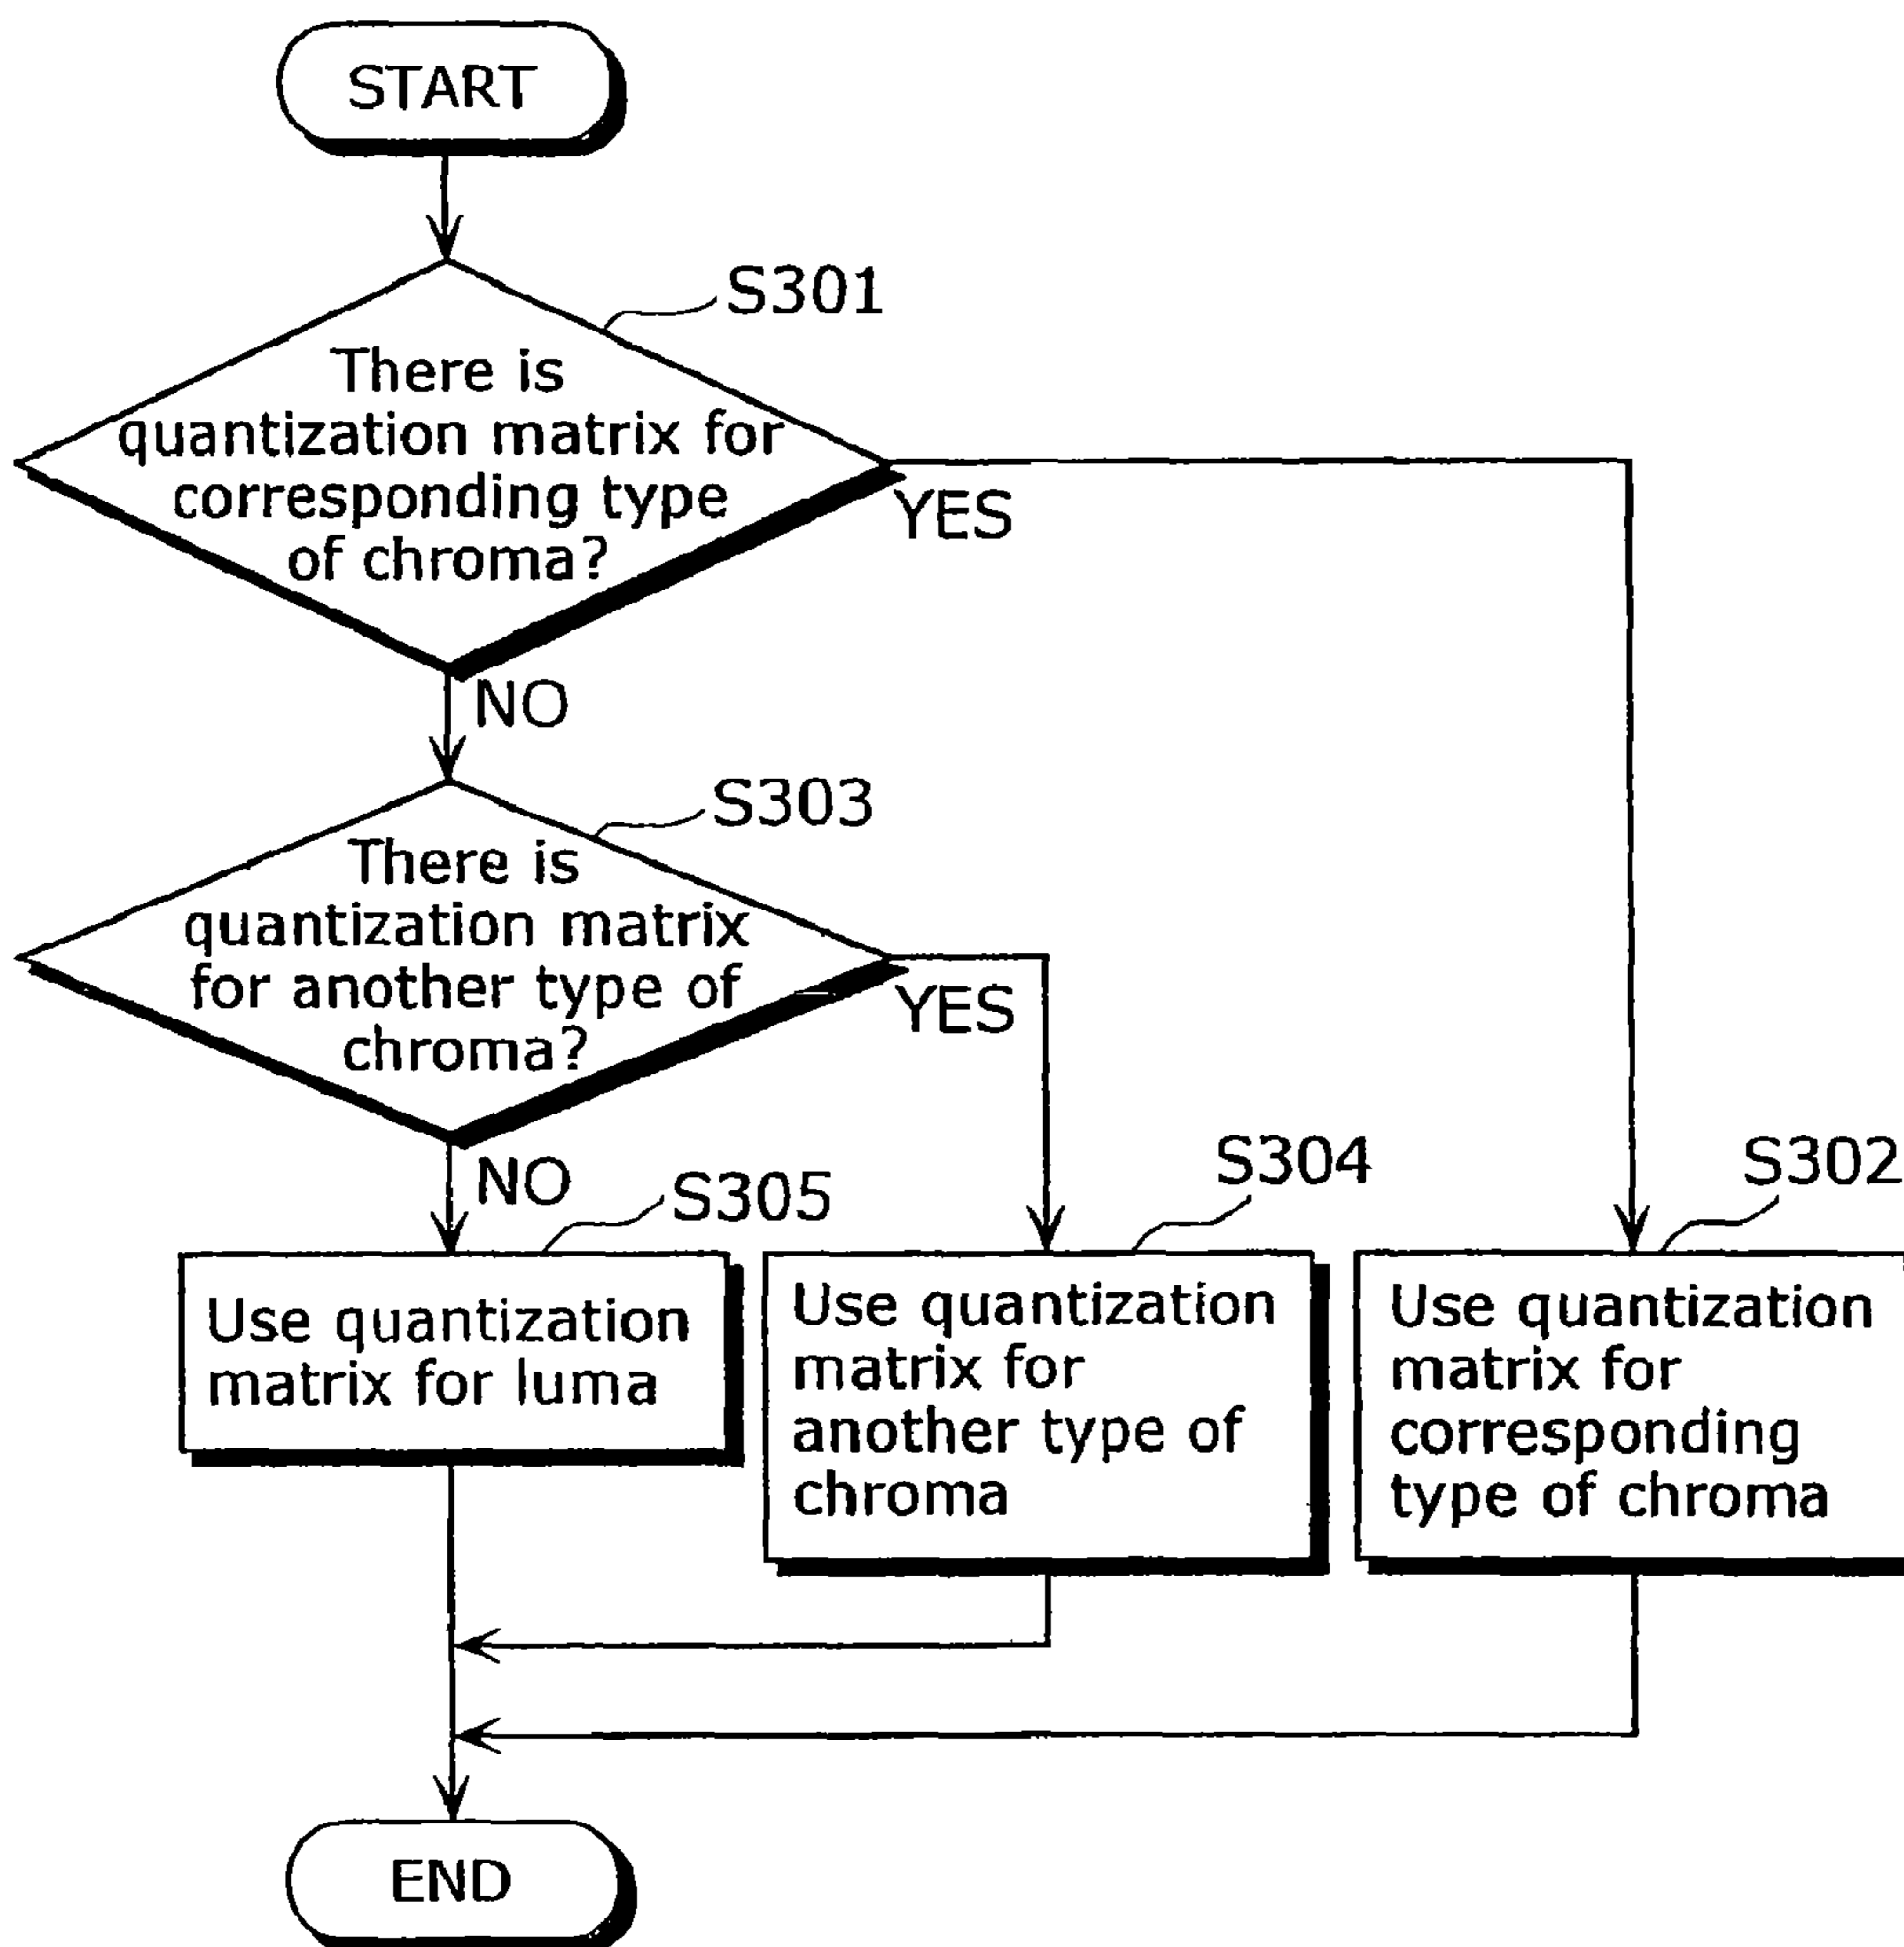 START
S301
There is
quantization matrix for
corresponding type
of chroma?
YES
NO
S303
There is
quantization matrix
for another type of
chroma?
YES
NO
S305
S304
S302
Use quantization
matrix for luma
Use quantization
matrix for
another type of
chroma
Use quantization
matrix for
corresponding
type of chroma
END